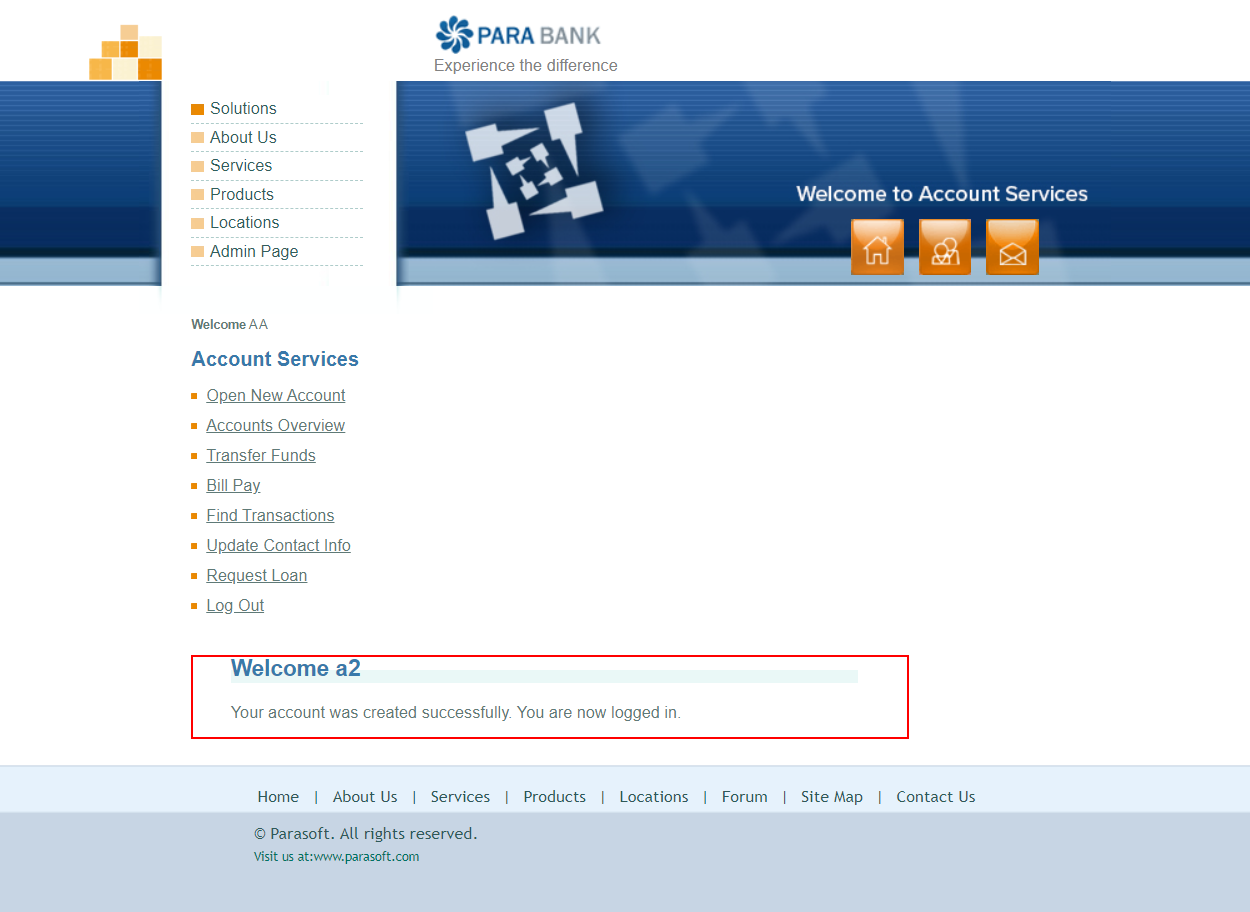 PARA BANK
Experience the difference
Solutions
About Us
Services
Products
Locations
Admin Page
Welcome to Account Services
Welcome A A
Account Services
Open New Account
Accounts Overview
Transfer Funds
Bill Pay
Find Transactions
Update Contact Info
Request Loan
Log Out
Welcome a2
Your account was created successfully. You are now logged in.
Home | About Us | Services | Products | Locations | Forum | Site Map | Contact Us
© Parasoft. All rights reserved.
Visit us at:www.parasoft.com